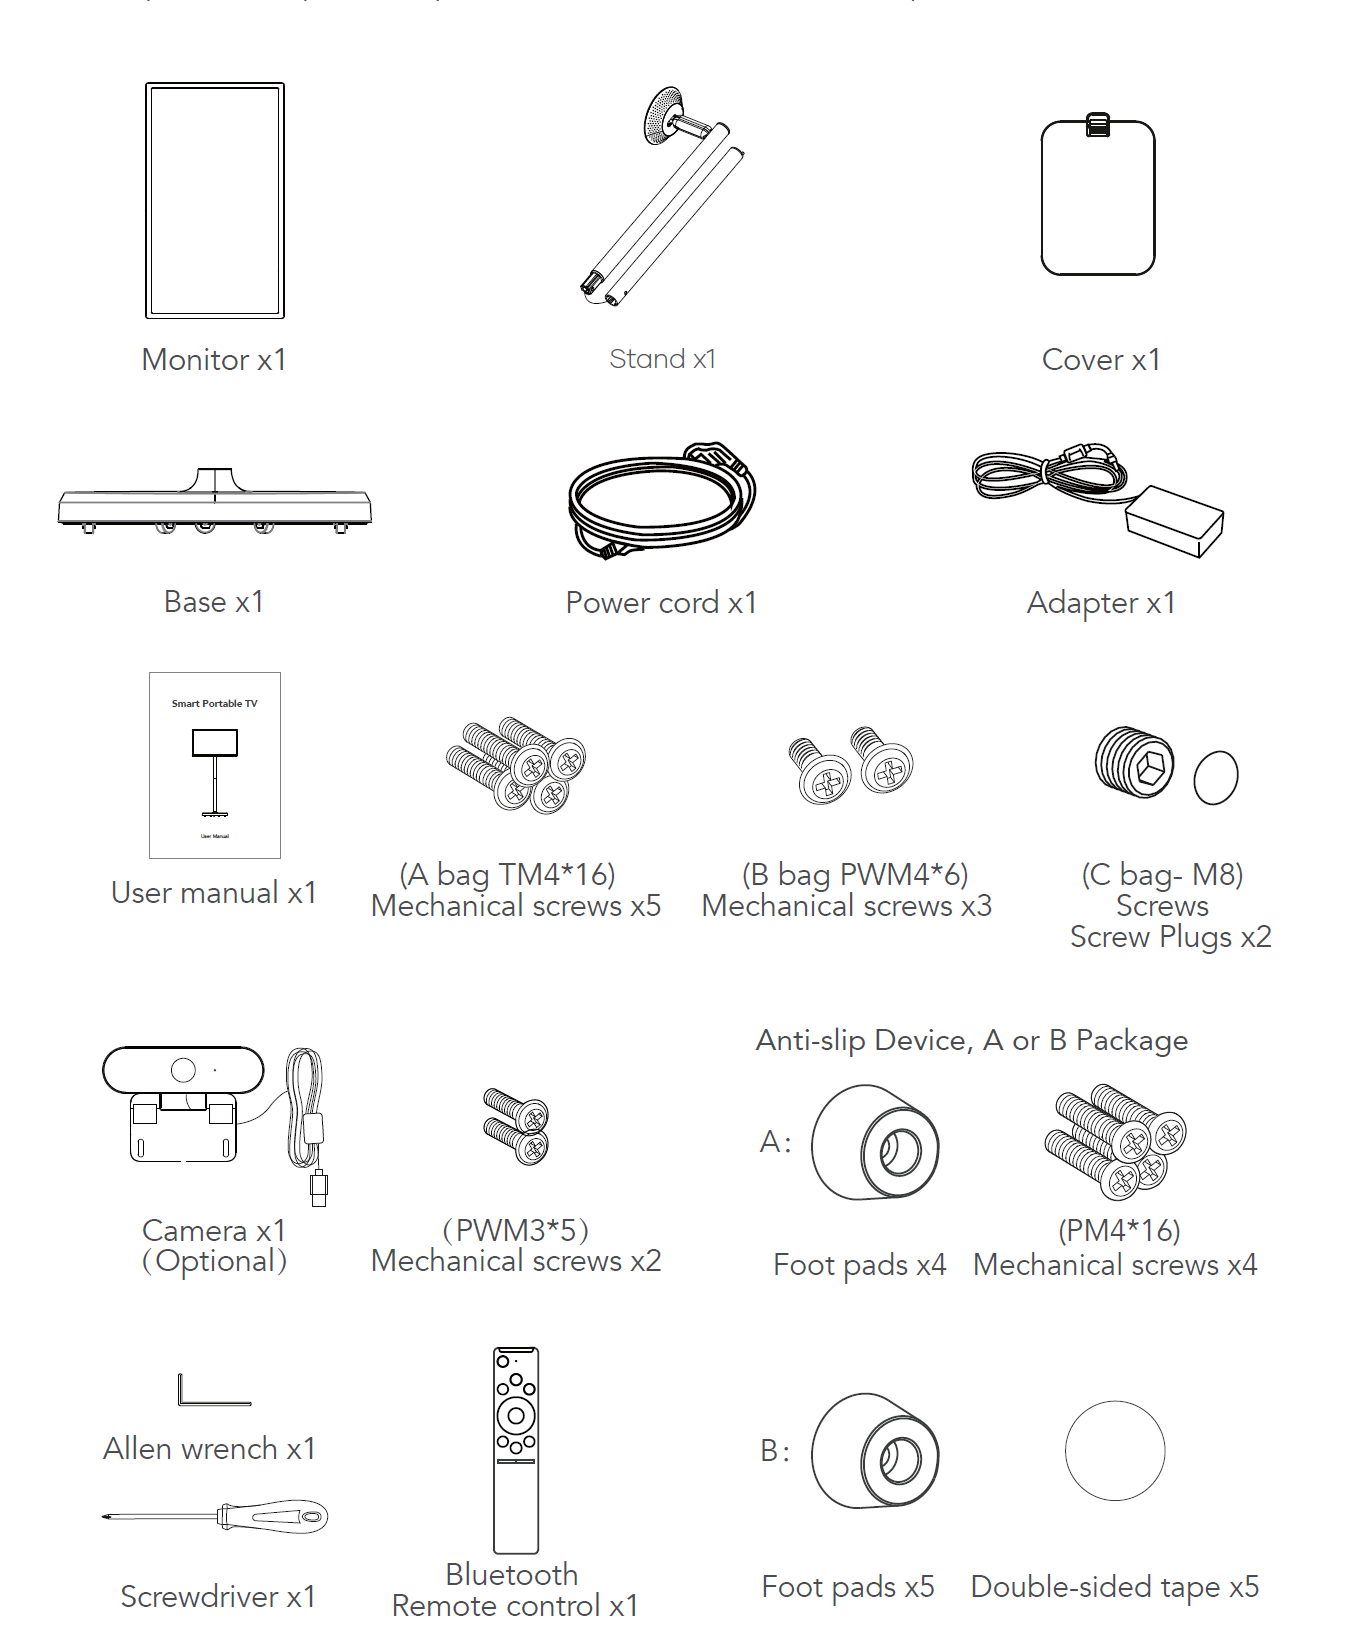 Monitor x1
Stand x1
Cover x1
Base x1
Power cord x1
Adapter x1
Smart Portable TV
User Manual
User manual x1
(A bag TM4*16)
Mechanical screws x5
(B bag PWM4*6)
Mechanical screws x3
(C bag- M8)
Screws
Screw Plugs x2
Camera x1
（Optional）
（PWM3*5）
Mechanical screws x2
Anti-slip Device, A or B Package
A:
Foot pads x4
(PM4*16)
Mechanical screws x4
Allen wrench x1
Screwdriver x1
Bluetooth
Remote control x1
B:
Foot pads x5
Double-sided tape x5